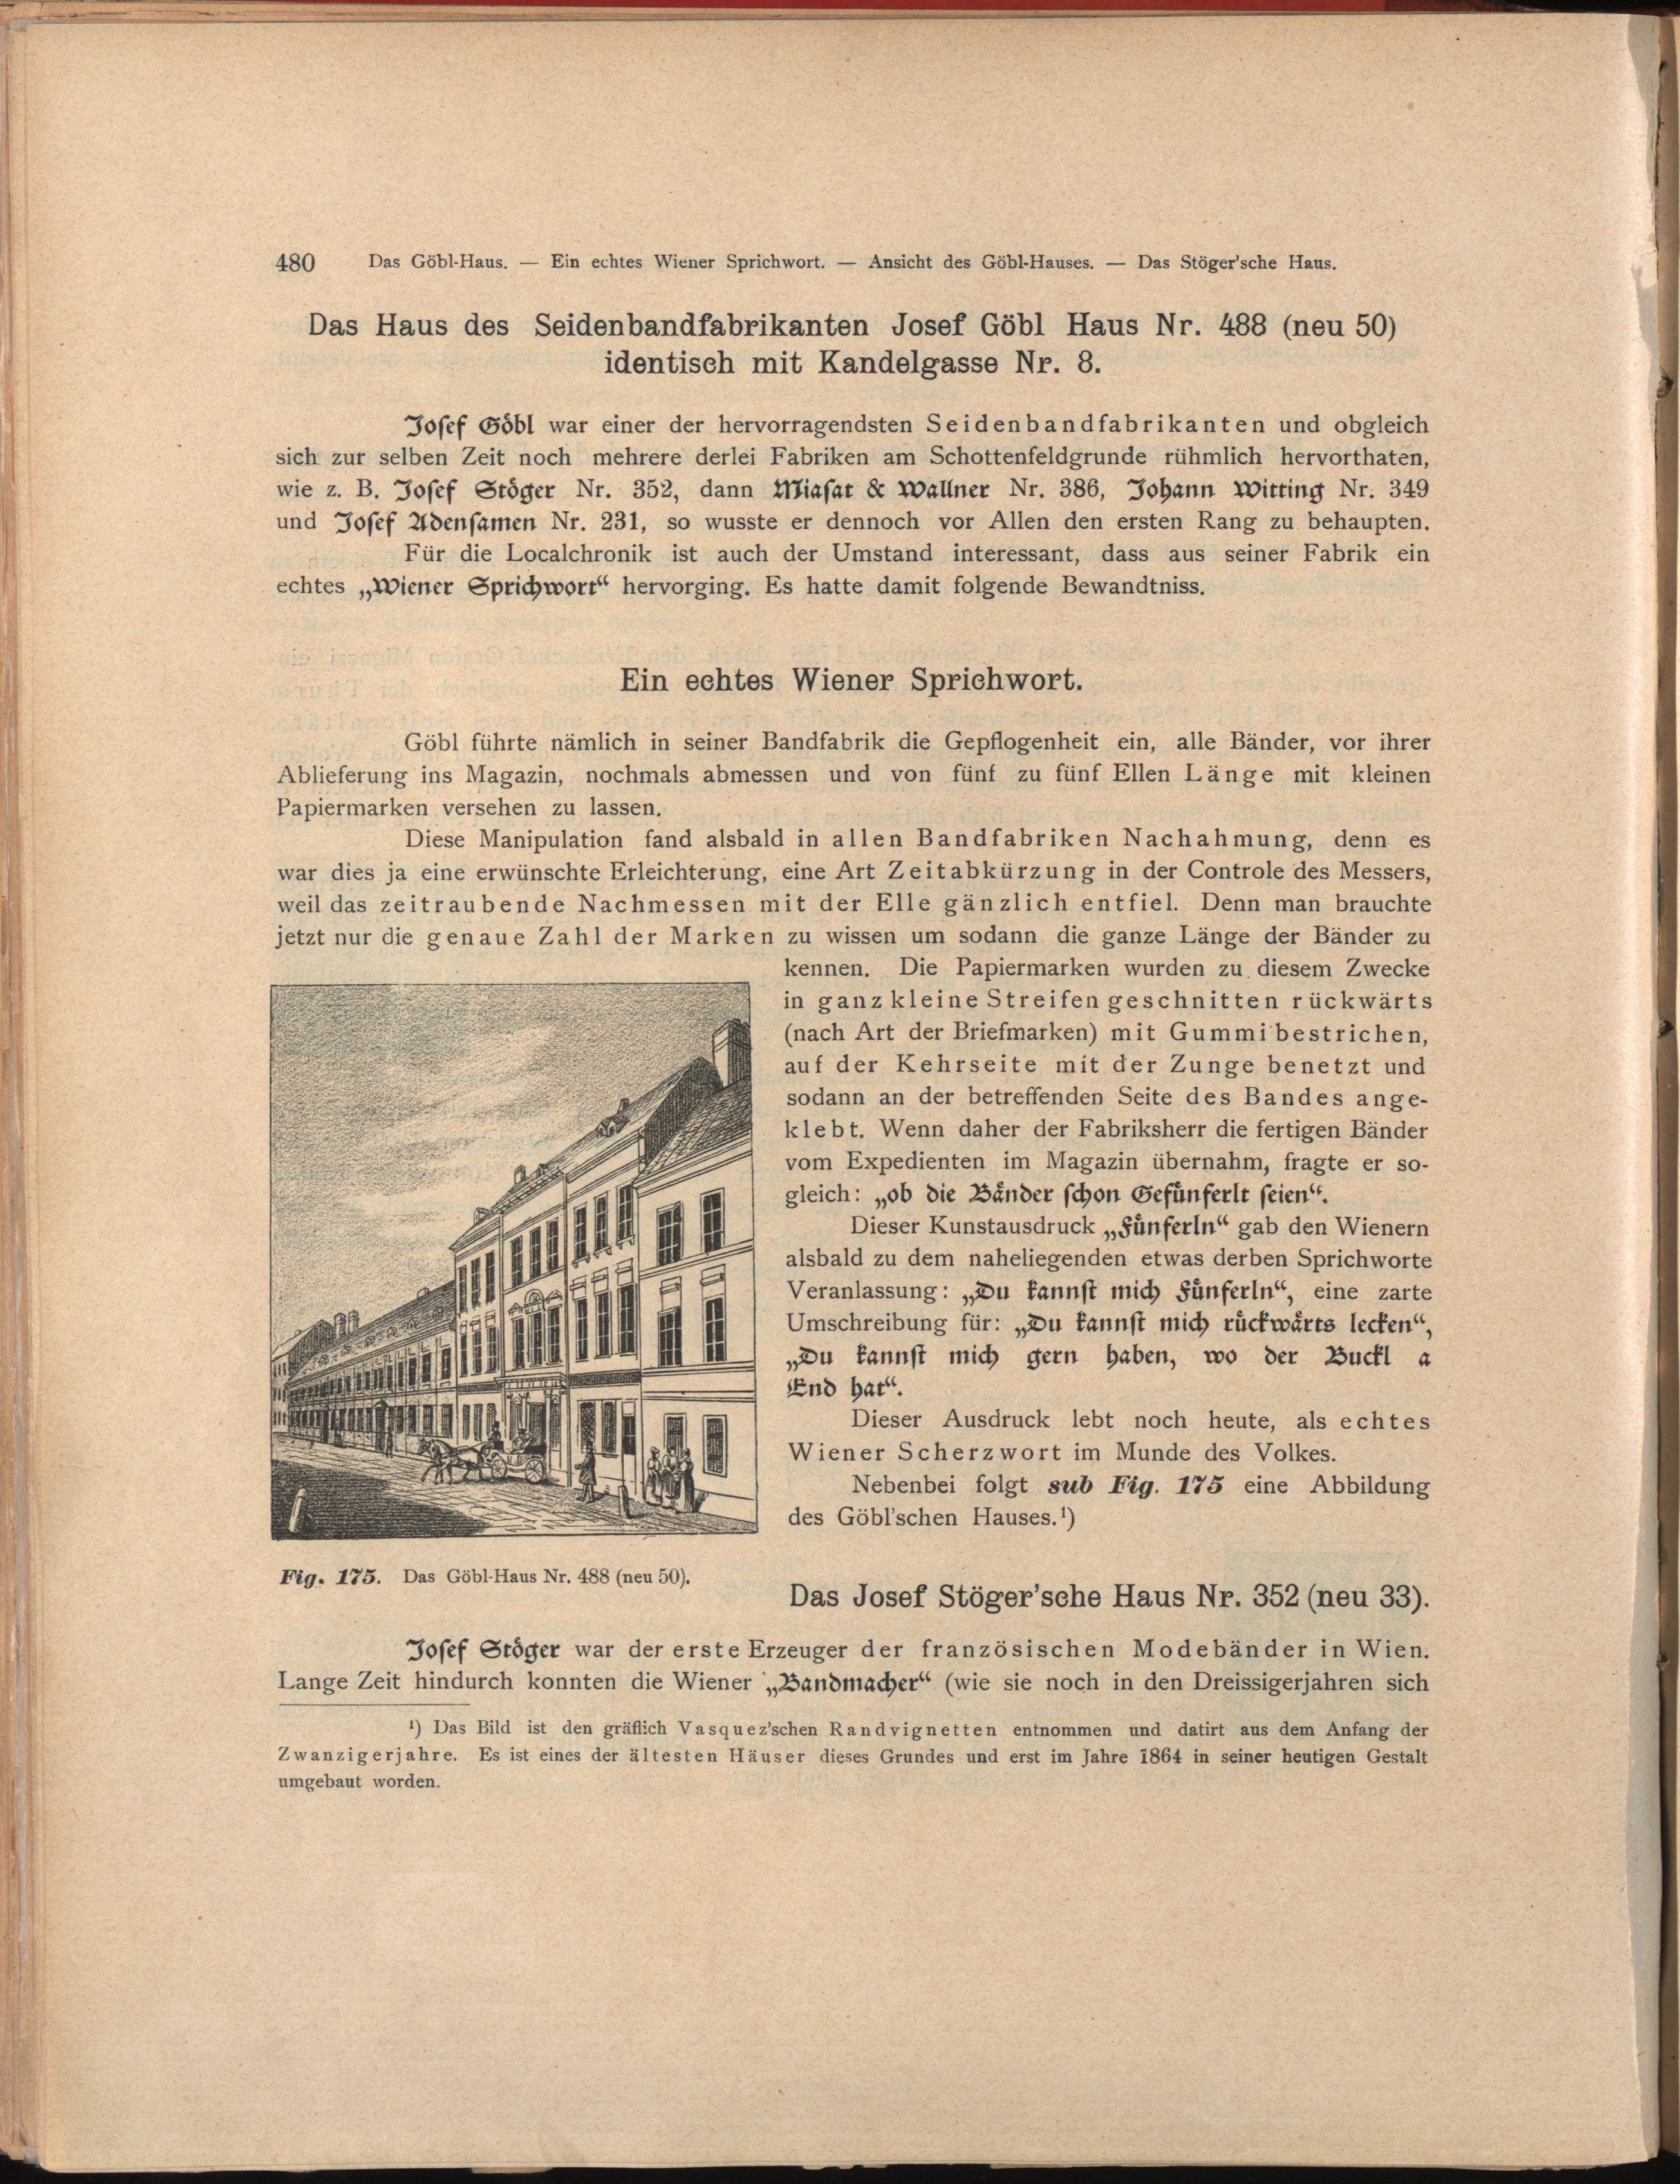 480 Das Göbl-Haus. — Ein echtes Wiener Sprichwort. — Ansicht des Göbl-Hauses. — Das Stöger'sche Haus.
Das Haus des Seidenbandfabrikanten Josef Göbl Haus Nr. 488 (neu 50)
identisch mit Kandelgasse Nr. 8.
Josef Göbl war einer der hervorragendsten Seidenbandfabrikanten und obgleich
sich zur selben Zeit noch mehrere derlei Fabriken am Schottenfeldgrunde rühmlich hervorthaten,
wie z. B. Josef Stöger Nr. 352, dann Miasat & Wallner Nr. 386, Johann Witting Nr. 349
und Josef Adensamen Nr. 231, so wusste er dennoch vor Allen den ersten Rang zu behaupten.
Für die Localchronik ist auch der Umstand interessant, dass aus seiner Fabrik ein
echtes „Wiener Sprichwort“ hervorging. Es hatte damit folgende Bewandtniss.
Ein echtes Wiener Sprichwort.
Göbl führte nämlich in seiner Bandfabrik die Gepflogenheit ein, alle Bänder, vor ihrer
Ablieferung ins Magazin, nochmals abmessen und von fünf zu fünf Ellen Länge mit kleinen
Papiermarken versehen zu lassen.
Diese Manipulation fand alsbald in allen Bandfabriken Nachahmung, denn es
war dies ja eine erwünschte Erleichterung, eine Art Zeitabkürzung in der Controle des Messers,
weil das zeitraubende Nachmessen mit der Elle gänzlich entfiel. Denn man brauchte
jetzt nur die genaue Zahl der Marken zu wissen um sodann die ganze Länge der Bänder zu
kennen. Die Papiermarken wurden zu diesem Zwecke
in ganz kleine Streifen geschnitten rückwärts
(nach Art der Briefmarken) mit Gummi bestrichen,
auf der Kehrseite mit der Zunge benetzt und
sodann an der betreffenden Seite des Bandes ange-
klebt. Wenn daher der Fabriksherr die fertigen Bänder
vom Expedienten im Magazin übernahm, fragte er so-
gleich: „ob die Bänder schon Gefünferlt seien“.
Dieser Kunstausdruck „Fünferln“ gab den Wienern
alsbald zu dem naheliegenden etwas derben Sprichworte
Veranlassung: „Du kannst mich Fünferln“, eine zarte
Umschreibung für: „Du kannst mich rückwärts lecken“,
„Du kannst mich gern haben, wo der Buckl a
End hat“.
Dieser Ausdruck lebt noch heute, als echtes
Wiener Scherzwort im Munde des Volkes.
Nebenbei folgt sub Fig. 175 eine Abbildung
des Göbl'schen Hauses.¹)
Fig. 175. Das Göbl-Haus Nr. 488 (neu 50).
Das Josef Stöger'sche Haus Nr. 352 (neu 33).
Josef Stöger war der erste Erzeuger der französischen Modebänder in Wien.
Lange Zeit hindurch konnten die Wiener „Bandmacher“ (wie sie noch in den Dreissigerjahren sich
¹) Das Bild ist den gräflich Vasquez'schen Randvignetten entnommen und datirt aus dem Anfang der
Zwanzigerjahre. Es ist eines der ältesten Häuser dieses Grundes und erst im Jahre 1864 in seiner heutigen Gestalt
umgebaut worden.